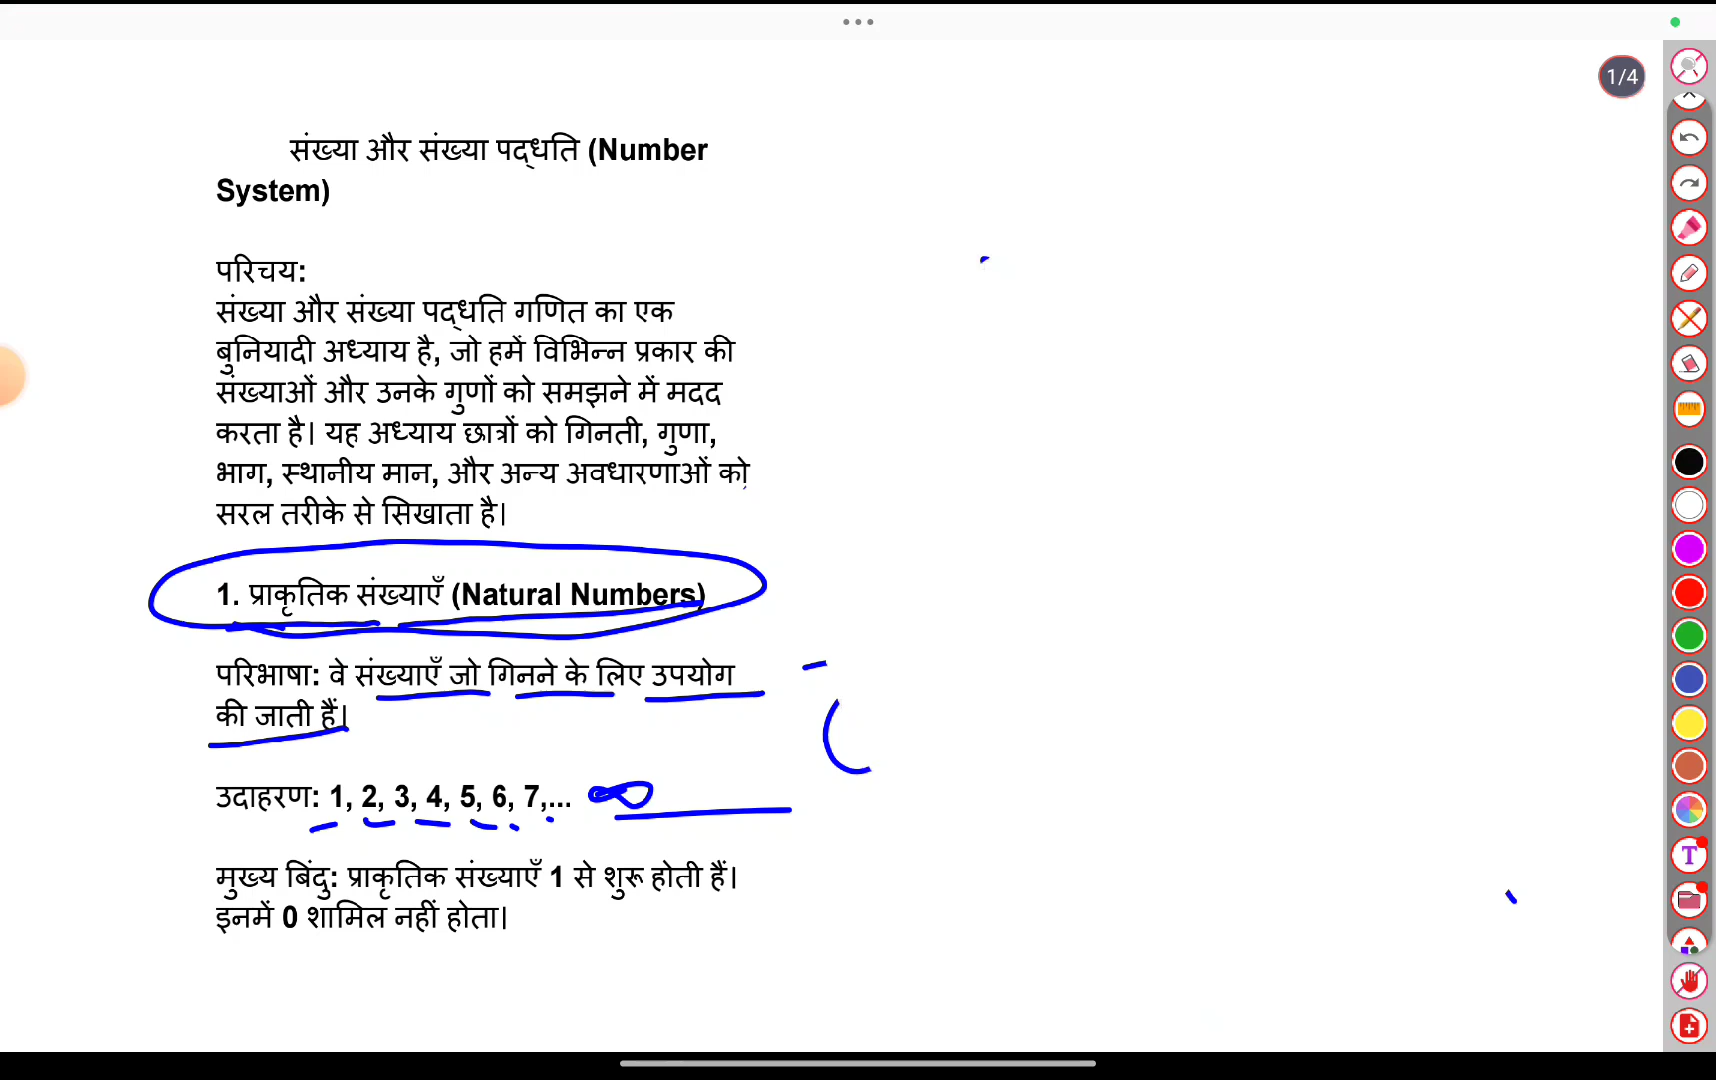 1/4
संख्या और संख्या पद्धति (Number
System)
परिचय:
संख्या और संख्या पद्धति गणित का एक
बुनियादी अध्याय है, जो हमें विभिन्न प्रकार की
संख्याओं और उनके गुणों को समझने में मदद
करता है। यह अध्याय छात्रों को गिनती, गुणा,
भाग, स्थानीय मान, और अन्य अवधारणाओं को
सरल तरीके से सिखाता है।
1. प्राकृतिक संख्याएँ (Natural Numbers)
परिभाषा: वे संख्याएँ जो गिनने के लिए उपयोग
की जाती हैं।
उदाहरण: 1, 2, 3, 4, 5, 6, 7,... ∞
मुख्य बिंदु: प्राकृतिक संख्याएँ 1 से शुरू होती हैं।
इनमें 0 शामिल नहीं होता।
T